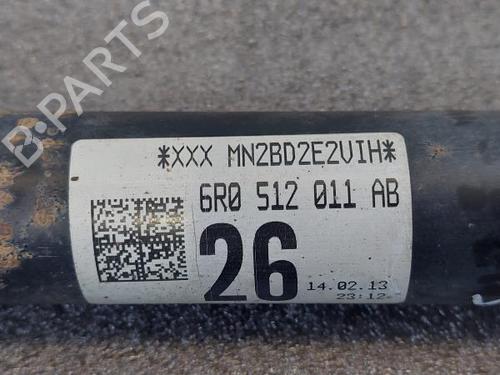 B-PARTS
*XXX MN2BD2E2VIH*
6R0 512 011 AB
26
14.02.13
23:12